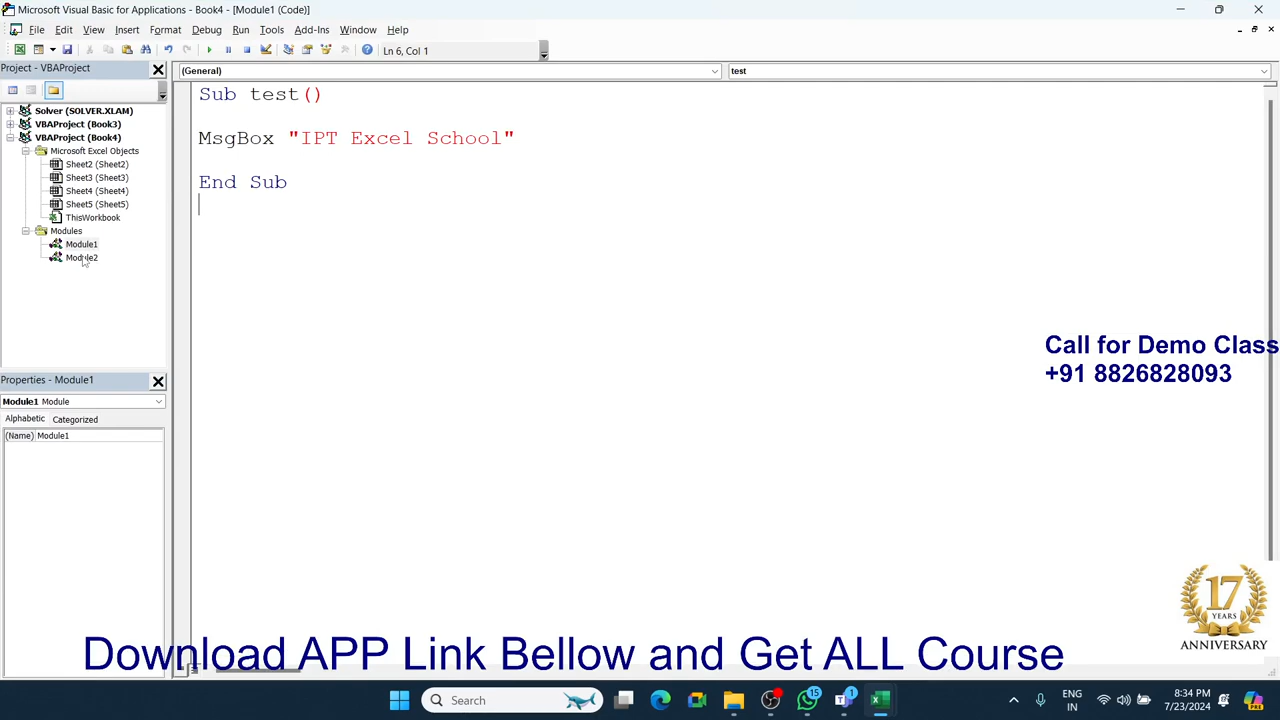 Microsoft Visual Basic for Applications - Book4 - [Module1 (Code)]
File Edit View Insert Format Debug Run Tools Add-Ins Window Help
Ln 6, Col 1
Project - VBAProject
(General)
test
Solver (SOLVER.XLAM)
VBAProject (Book3)
VBAProject (Book4)
Microsoft Excel Objects
Sheet2 (Sheet2)
Sheet3 (Sheet3)
Sheet4 (Sheet4)
Sheet5 (Sheet5)
ThisWorkbook
Modules
Module1
Module2
Sub test()
MsgBox "IPT Excel School"
End Sub
Call for Demo Class
+91 8826828093
Properties - Module1
Module1 Module
Alphabetic Categorized
(Name) Module1
17
YEARS
ANNIVERSARY
Download APP Link Bellow and Get ALL Course
Search
15
1
ENG
IN
8:34 PM
7/23/2024